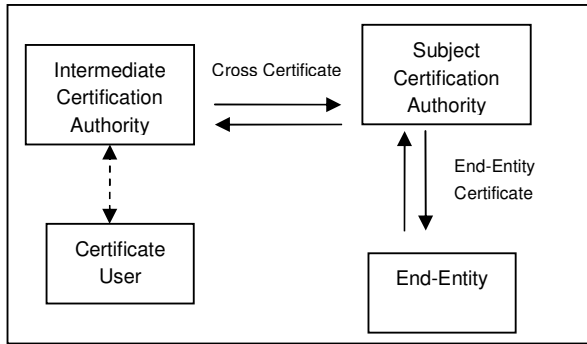 Intermediate
Certification
Authority
Cross Certificate
Subject
Certification
Authority
End-Entity
Certificate
Certificate
User
End-Entity